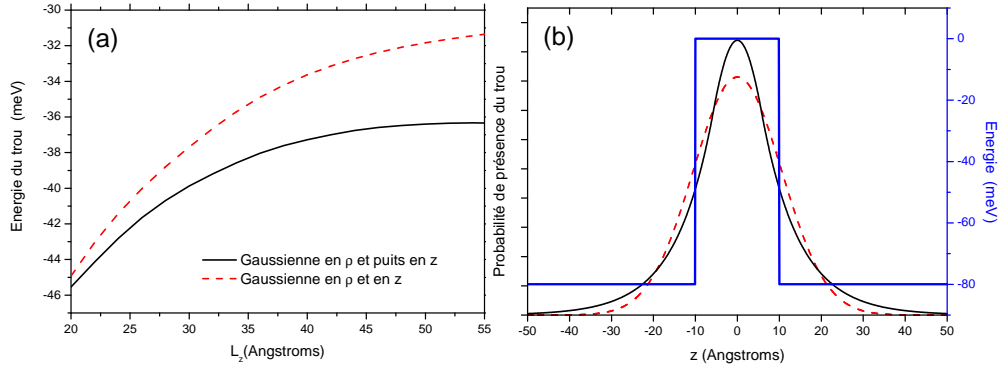 (a)
Energie du trou (meV)
-30
-32
-34
-36
-38
-40
-42
-44
-46
Gaussienne en ρ et puits en z
Gaussienne en ρ et en z
20 25 30 35 40 45 50 55
L_z(Angstroms)
(b)
Probabilité de présence du trou
-50 -40 -30 -20 -10 0 10 20 30 40 50
z (Angstroms)
0
-20
-40
-60
-80
Energie (meV)